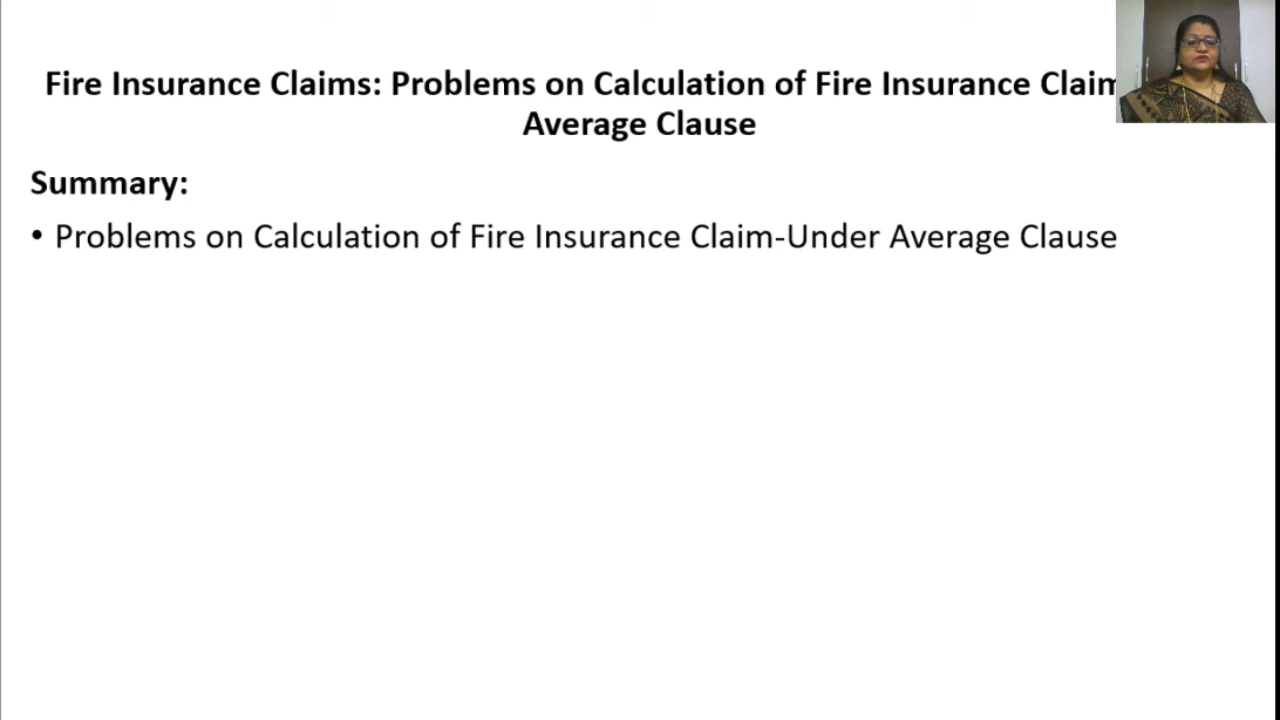 Fire Insurance Claims: Problems on Calculation of Fire Insurance Claim
Average Clause
Summary:
• Problems on Calculation of Fire Insurance Claim-Under Average Clause